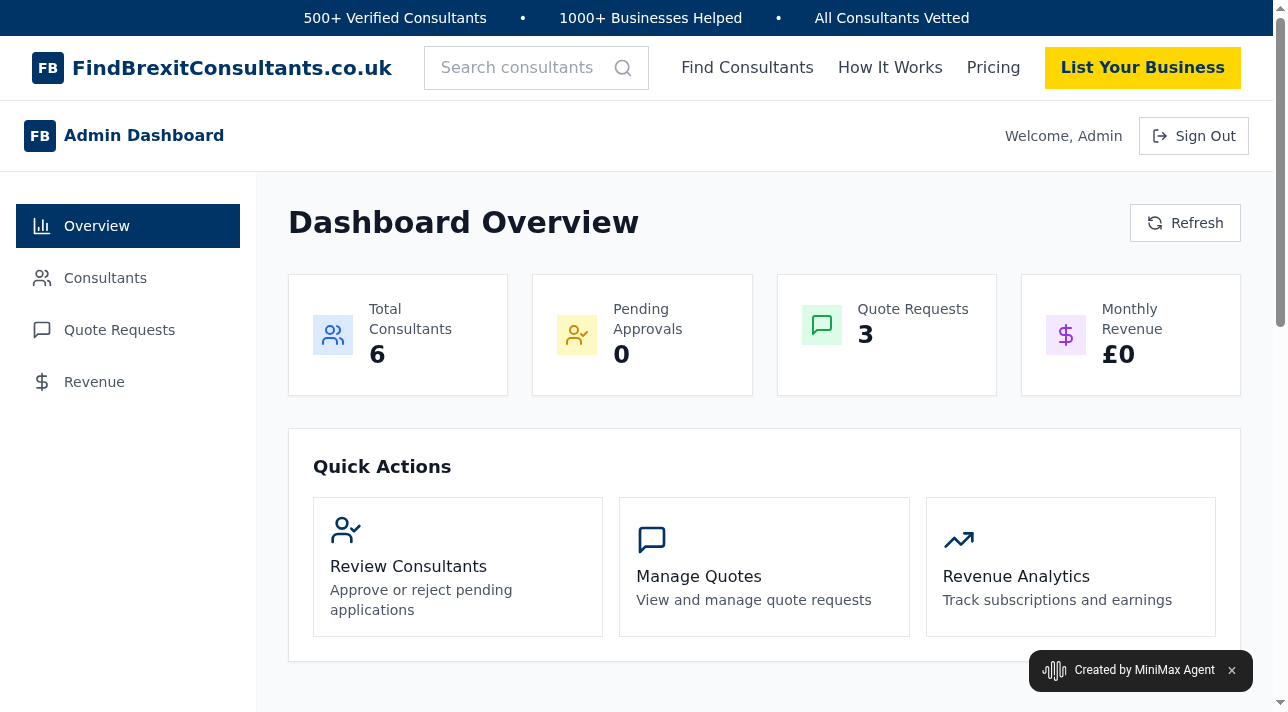 500+ Verified Consultants • 1000+ Businesses Helped • All Consultants Vetted
FB FindBrexitConsultants.co.uk Search consultants Find Consultants How It Works Pricing List Your Business
FB Admin Dashboard Welcome, Admin Sign Out
Overview
Consultants
Quote Requests
Revenue
Dashboard Overview Refresh
Total
Consultants
6
Pending
Approvals
0
Quote Requests
3
Monthly
Revenue
£0
Quick Actions
Review Consultants
Approve or reject pending
applications
Manage Quotes
View and manage quote requests
Revenue Analytics
Track subscriptions and earnings
Created by MiniMax Agent ×